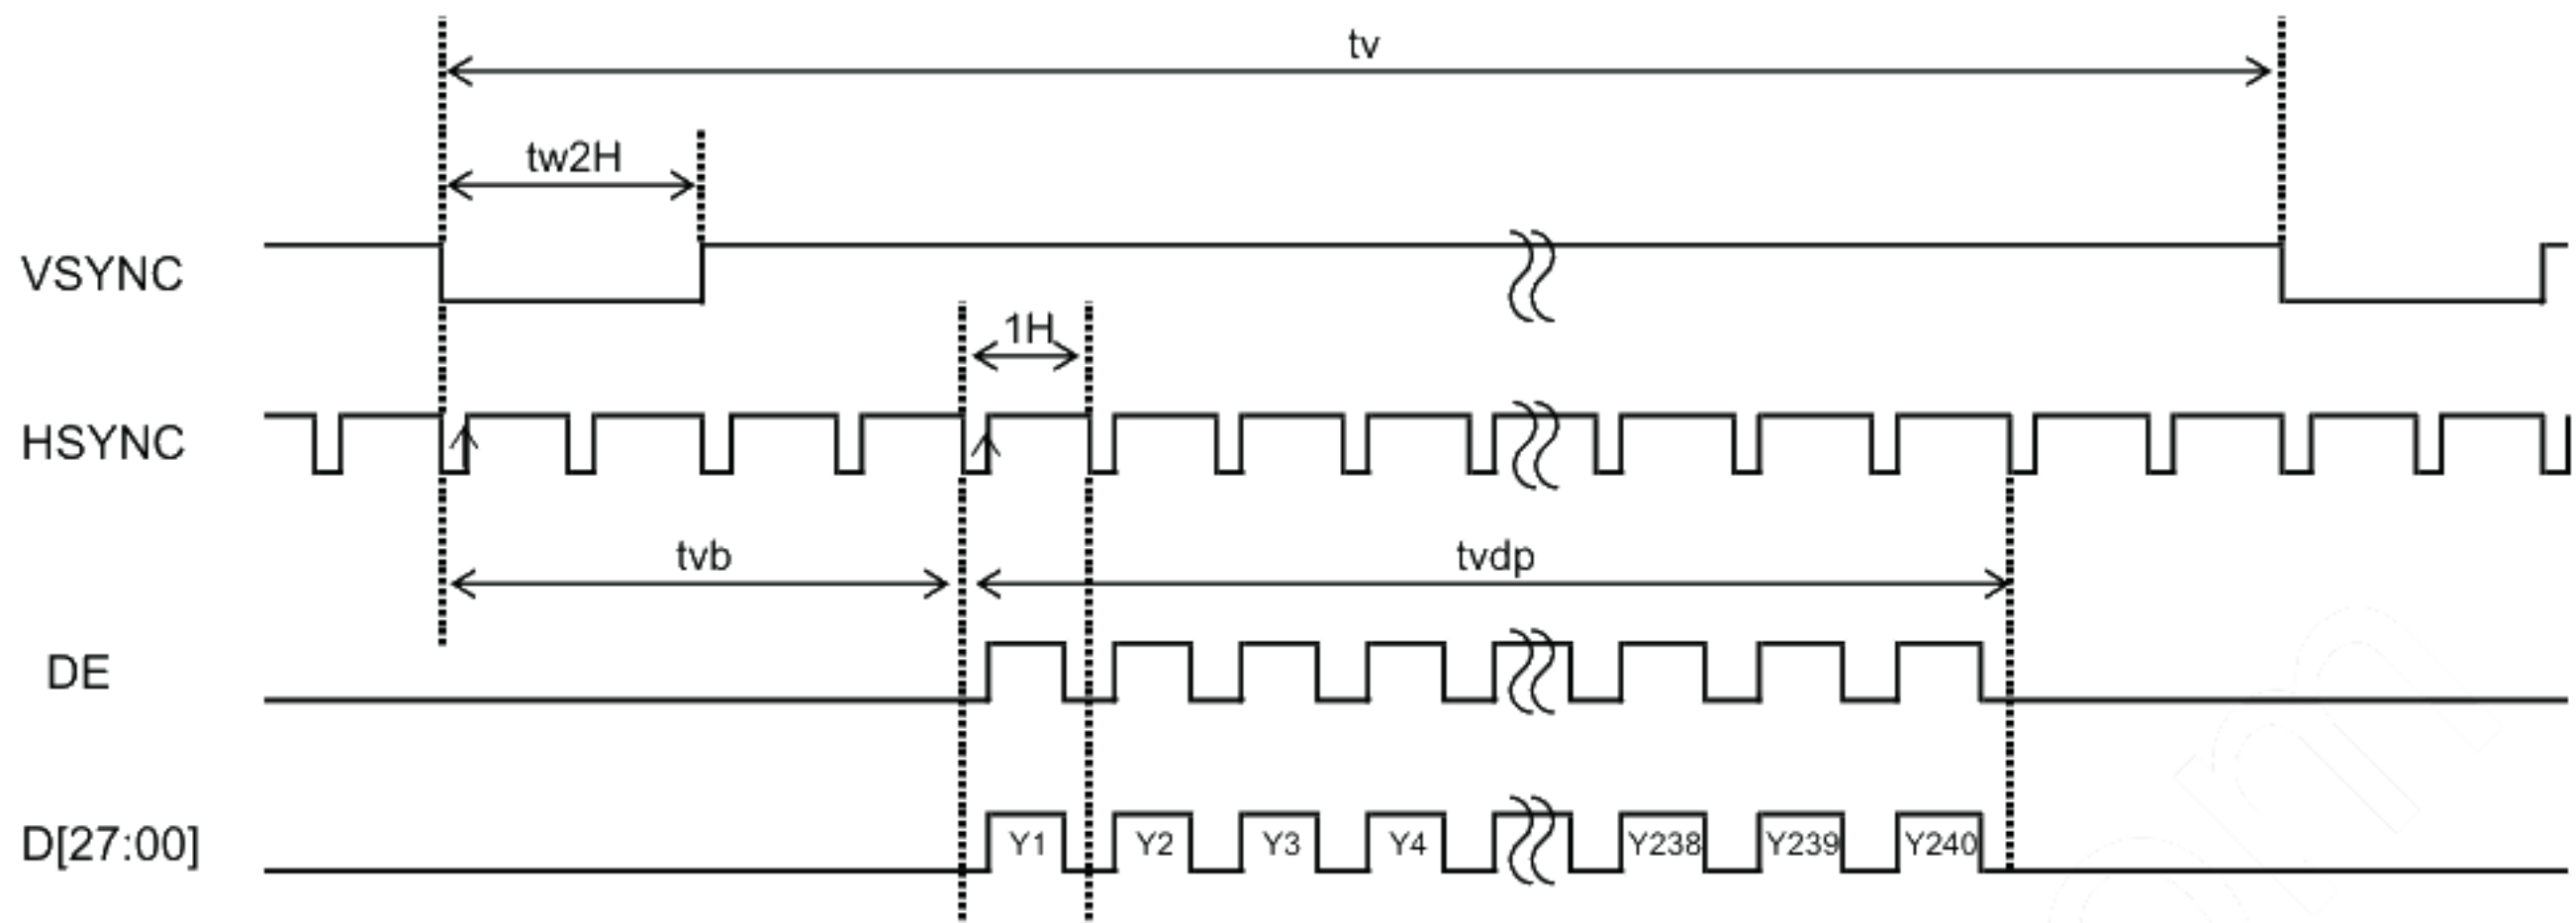 tv
tw2H
VSYNC
1H
HSYNC
tvb
tvdp
DE
D[27:00]
Y1
Y2
Y3
Y4
Y238
Y239
Y240